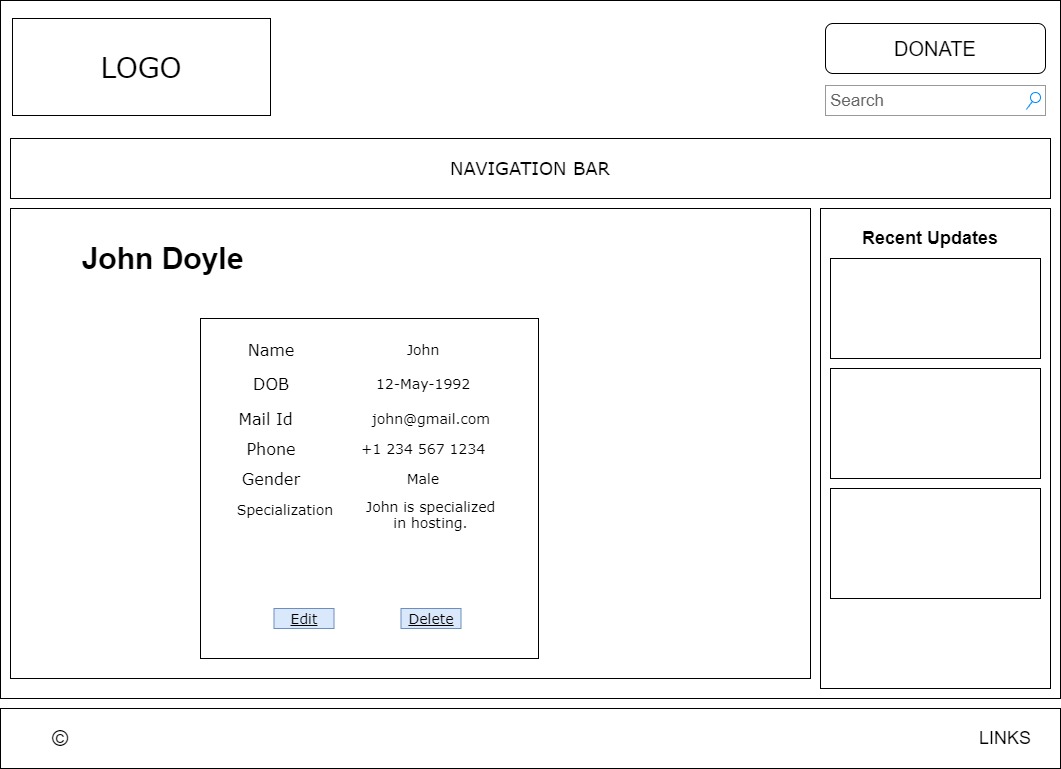 LOGO
DONATE
Search
NAVIGATION BAR
John Doyle
Recent Updates
Name John
DOB 12-May-1992
Mail Id john@gmail.com
Phone +1 234 567 1234
Gender Male
Specialization John is specialized
in hosting.
Edit Delete
© LINKS